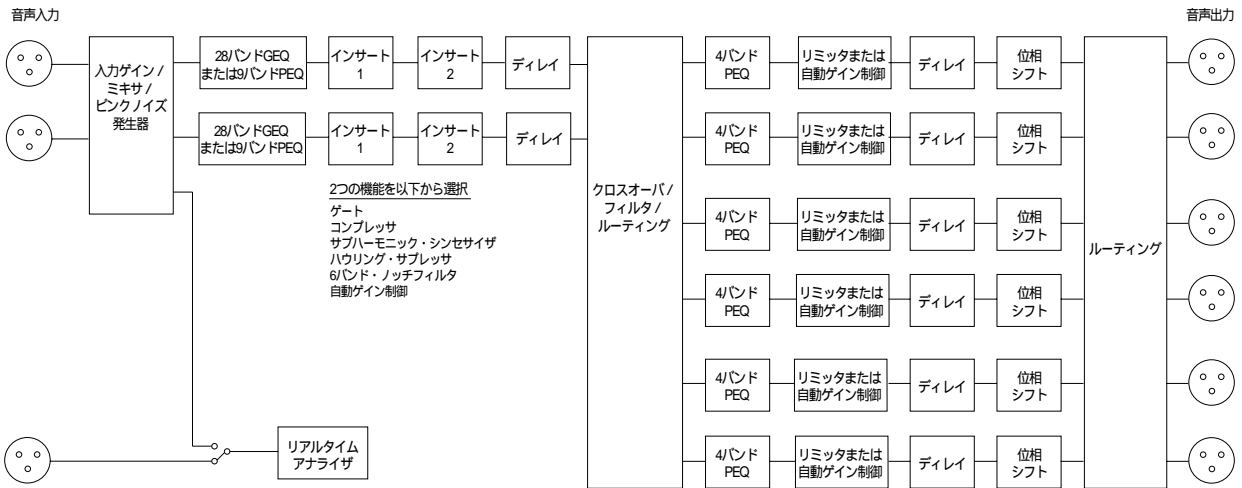 音声入力
音声出力
入力ゲイン /
ミキサ /
ピンクノイズ
発生器
28バンドGEQ
または9バンドPEQ
インサート
1
インサート
2
ディレイ
28バンドGEQ
または9バンドPEQ
インサート
1
インサート
2
ディレイ
2つの機能を以下から選択
ゲート
コンプレッサ
サブハーモニック・シンセサイザ
ハウリング・サプレッサ
6バンド・ノッチフィルタ
自動ゲイン制御
クロスオーバ /
フィルタ /
ルーティング
4バンド
PEQ
リミッタまたは
自動ゲイン制御
ディレイ
位相
シフト
4バンド
PEQ
リミッタまたは
自動ゲイン制御
ディレイ
位相
シフト
4バンド
PEQ
リミッタまたは
自動ゲイン制御
ディレイ
位相
シフト
4バンド
PEQ
リミッタまたは
自動ゲイン制御
ディレイ
位相
シフト
4バンド
PEQ
リミッタまたは
自動ゲイン制御
ディレイ
位相
シフト
4バンド
PEQ
リミッタまたは
自動ゲイン制御
ディレイ
位相
シフト
ルーティング
リアルタイム
アナライザ